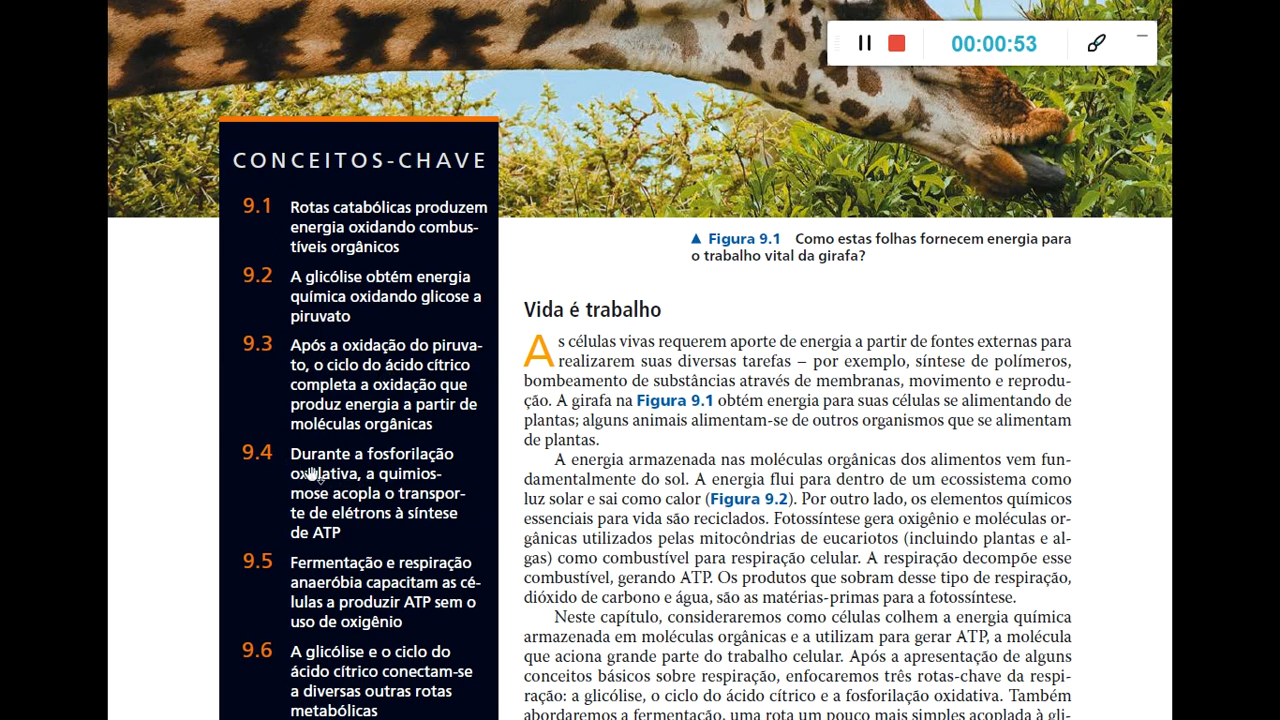 00:00:53
CONCEITOS-CHAVE
9.1 Rotas catabólicas produzem
energia oxidando combus-
tíveis orgânicos
9.2 A glicólise obtém energia
química oxidando glicose a
piruvato
9.3 Após a oxidação do piruva-
to, o ciclo do ácido cítrico
completa a oxidação que
produz energia a partir de
moléculas orgânicas
9.4 Durante a fosforilação
oxidativa, a quimios-
mose acopla o transpor-
te de elétrons à síntese
de ATP
9.5 Fermentação e respiração
anaeróbia capacitam as cé-
lulas a produzir ATP sem o
uso de oxigênio
9.6 A glicólise e o ciclo do
ácido cítrico conectam-se
a diversas outras rotas
metabólicas
▲ Figura 9.1 Como estas folhas fornecem energia para
o trabalho vital da girafa?
Vida é trabalho
As células vivas requerem aporte de energia a partir de fontes externas para
realizarem suas diversas tarefas – por exemplo, síntese de polímeros,
bombeamento de substâncias através de membranas, movimento e reprodu-
ção. A girafa na Figura 9.1 obtém energia para suas células se alimentando de
plantas; alguns animais alimentam-se de outros organismos que se alimentam
de plantas.
A energia armazenada nas moléculas orgânicas dos alimentos vem fun-
damentalmente do sol. A energia flui para dentro de um ecossistema como
luz solar e sai como calor (Figura 9.2). Por outro lado, os elementos químicos
essenciais para vida são reciclados. Fotossíntese gera oxigênio e moléculas or-
gânicas utilizados pelas mitocôndrias de eucariotos (incluindo plantas e al-
gas) como combustível para respiração celular. A respiração decompõe esse
combustível, gerando ATP. Os produtos que sobram desse tipo de respiração,
dióxido de carbono e água, são as matérias-primas para a fotossíntese.
Neste capítulo, consideraremos como células colhem a energia química
armazenada em moléculas orgânicas e a utilizam para gerar ATP, a molécula
que aciona grande parte do trabalho celular. Após a apresentação de alguns
conceitos básicos sobre respiração, enfocaremos três rotas-chave da respi-
ração: a glicólise, o ciclo do ácido cítrico e a fosforilação oxidativa. Também
abordaremos a fermentação, uma rota um pouco mais simples acoplada à gli-